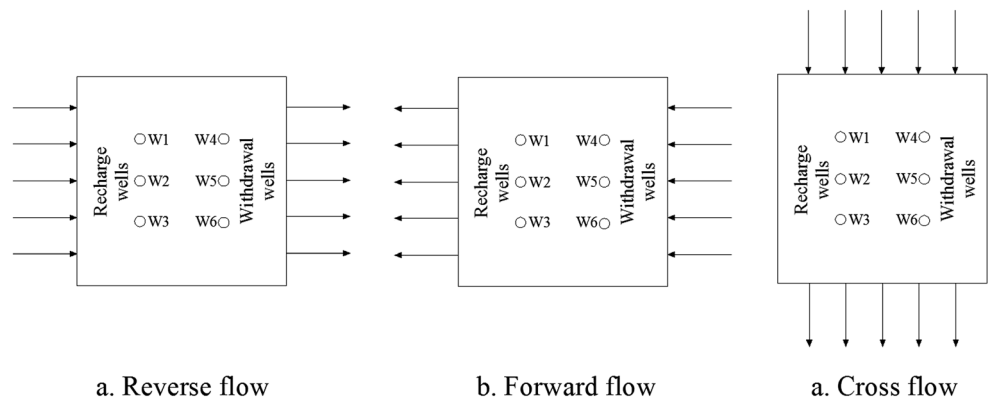 Recharge
wells
W1 W4
W2 W5
W3 W6
Withdrawal
wells
a. Reverse flow
Recharge
wells
W1 W4
W2 W5
W3 W6
Withdrawal
wells
b. Forward flow
Recharge
wells
W1 W4
W2 W5
W3 W6
Withdrawal
wells
a. Cross flow